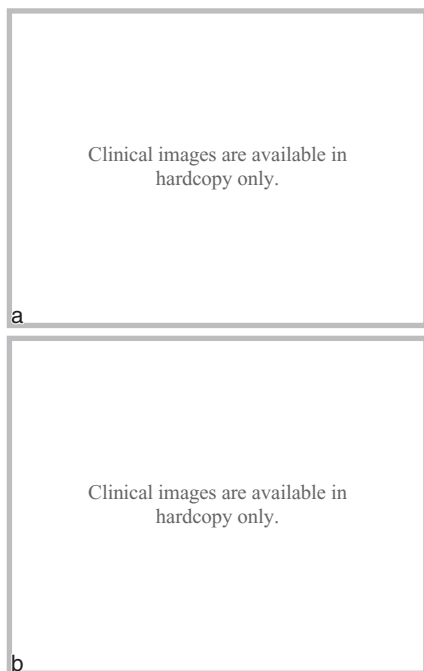 Clinical images are available in
hardcopy only.
a
Clinical images are available in
hardcopy only.
b